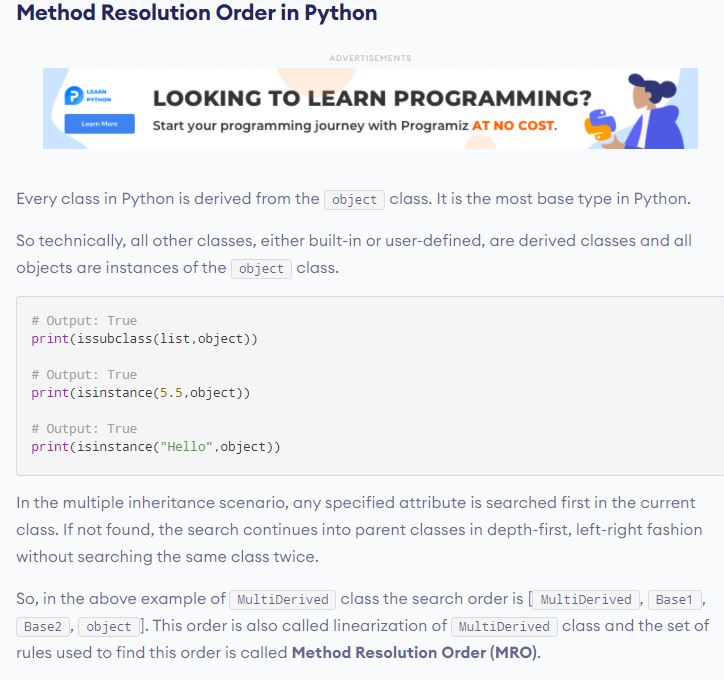 Method Resolution Order in Python
ADVERTISEMENTS
LEARN
PYTHON
Learn More
LOOKING TO LEARN PROGRAMMING?
Start your programming journey with Programiz AT NO COST.
Every class in Python is derived from the object class. It is the most base type in Python.
So technically, all other classes, either built-in or user-defined, are derived classes and all
objects are instances of the object class.
# Output: True
print(issubclass(list,object))
# Output: True
print(isinstance(5.5,object))
# Output: True
print(isinstance("Hello",object))
In the multiple inheritance scenario, any specified attribute is searched first in the current
class. If not found, the search continues into parent classes in depth-first, left-right fashion
without searching the same class twice.
So, in the above example of MultiDerived class the search order is [ MultiDerived , Base1 ,
Base2 , object ]. This order is also called linearization of MultiDerived class and the set of
rules used to find this order is called Method Resolution Order (MRO).